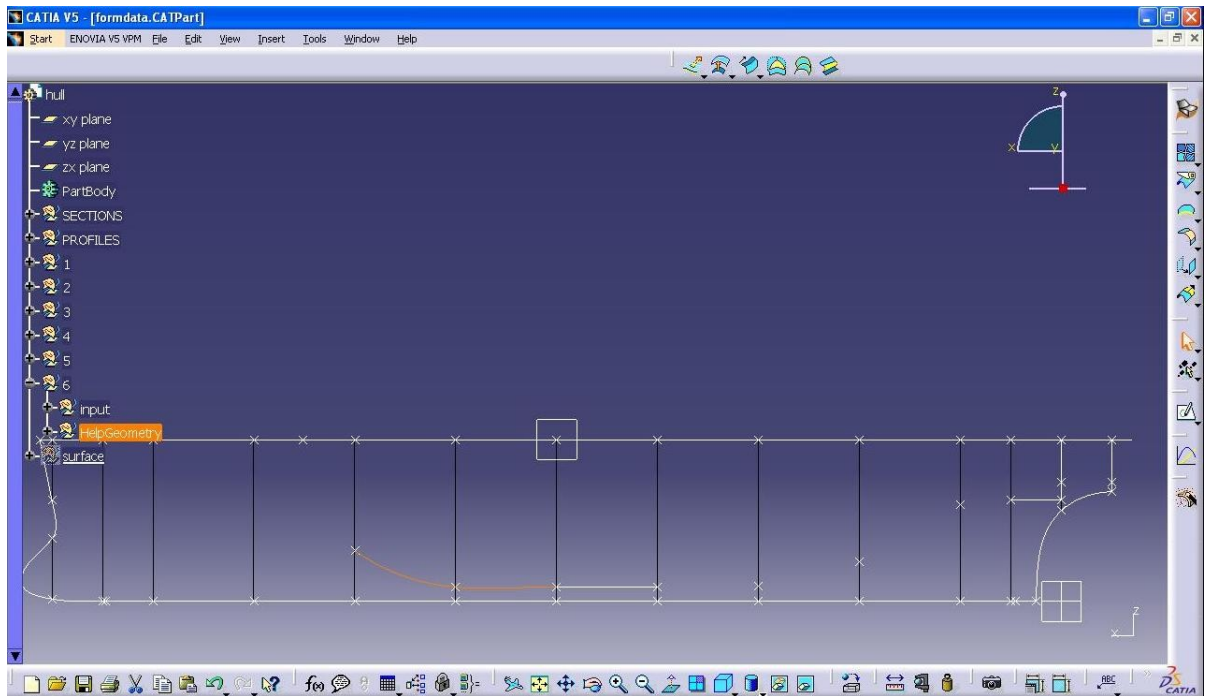 CATIA V5 - [formdata.CATPart]
Start ENOVIA V5 VPM File Edit View Insert Tools Window Help
hull
xy plane
yz plane
zx plane
PartBody
SECTIONS
PROFILES
1
2
3
4
5
6
input
HelpGeometry
surface
z
x y
z
x
f(x)
ABC
CATIA